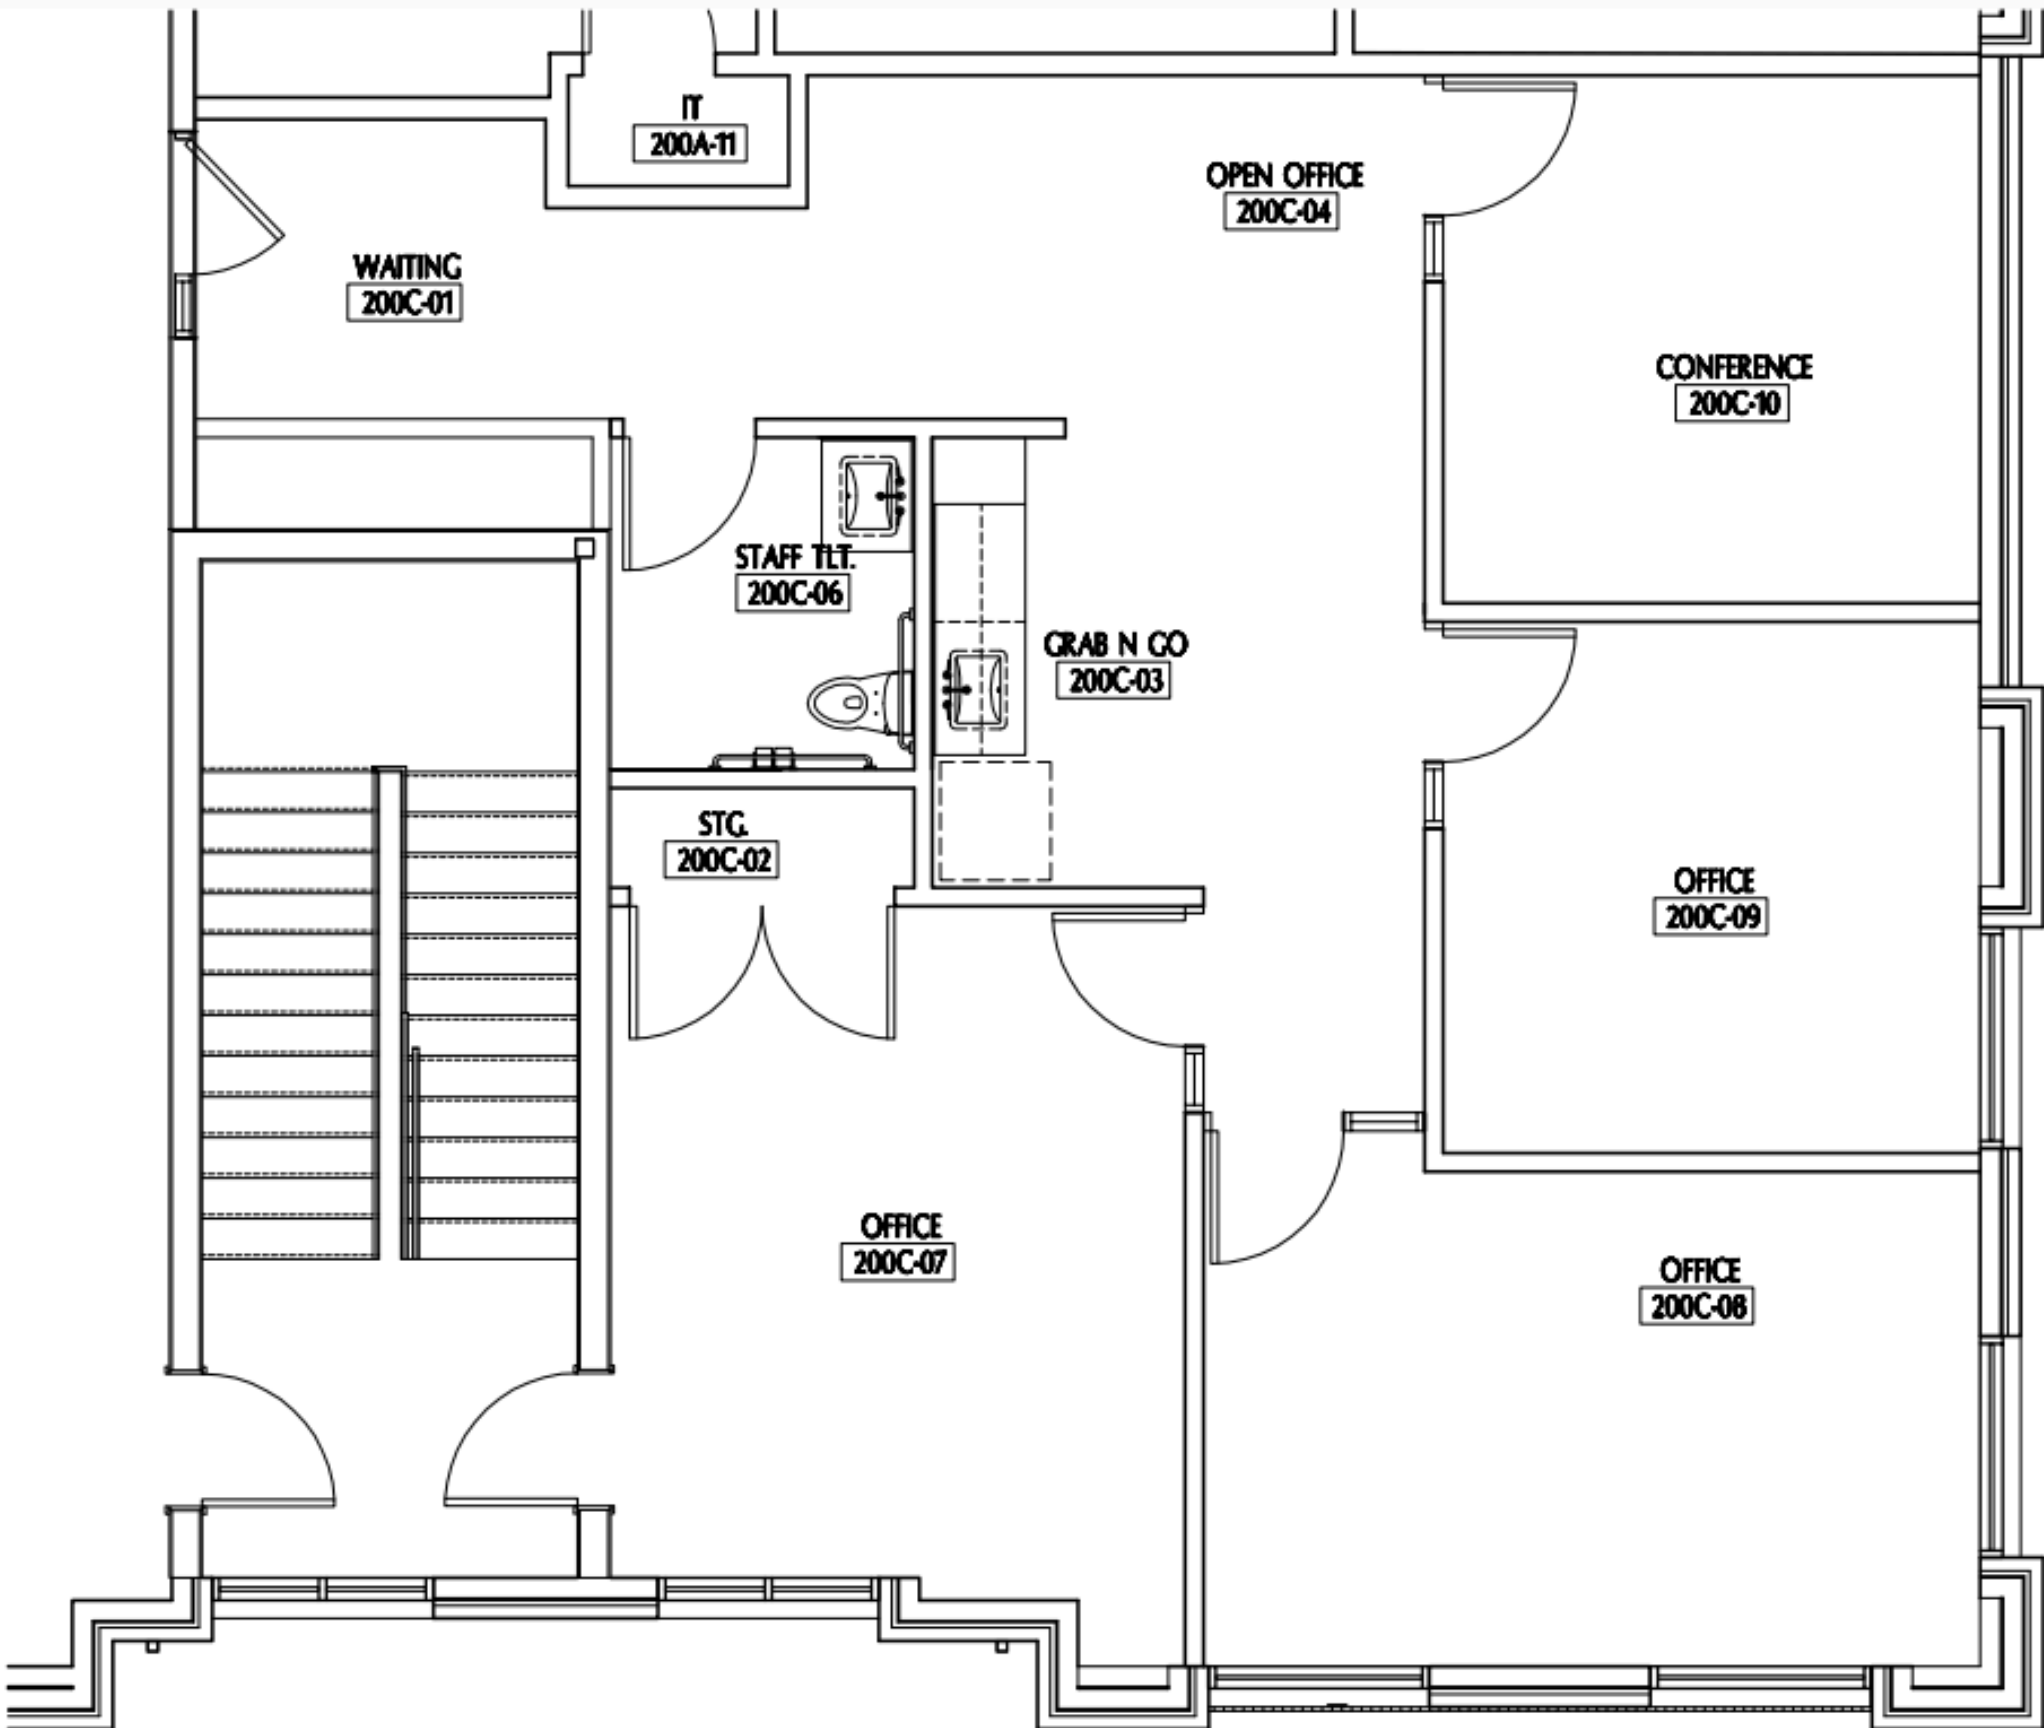 IT
200A-11
OPEN OFFICE
200C-04
WAITING
200C-01
CONFERENCE
200C-10
STAFF TLT.
200C-06
GRAB N GO
200C-03
STG.
200C-02
OFFICE
200C-09
OFFICE
200C-07
OFFICE
200C-08